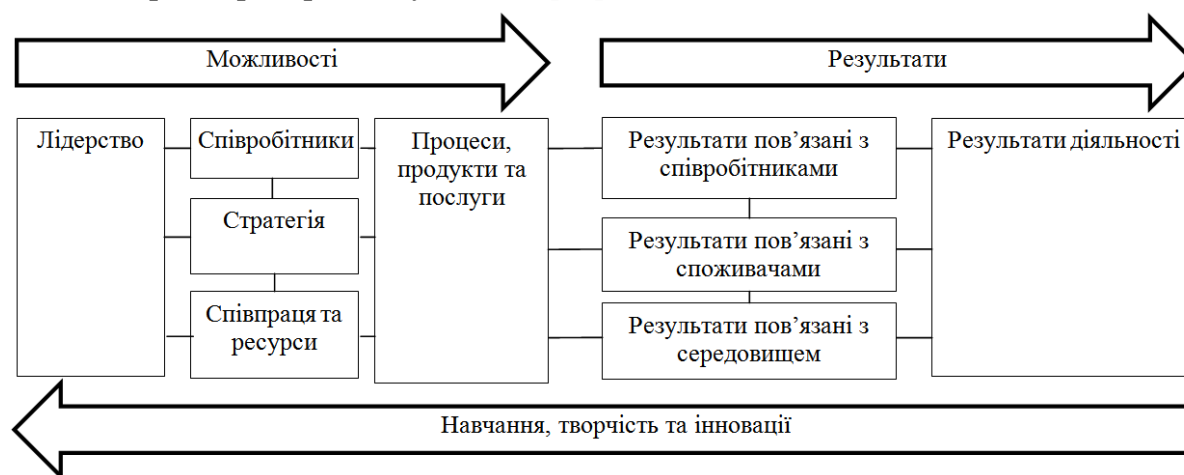 Можливості
Результати
Лідерство
Співробітники
Стратегія
Співпраця та
ресурси
Процеси,
продукти та
послуги
Результати пов’язані з
співробітниками
Результати пов’язані з
споживачами
Результати пов’язані з
середовищем
Результати діяльності
Навчання, творчість та інновації